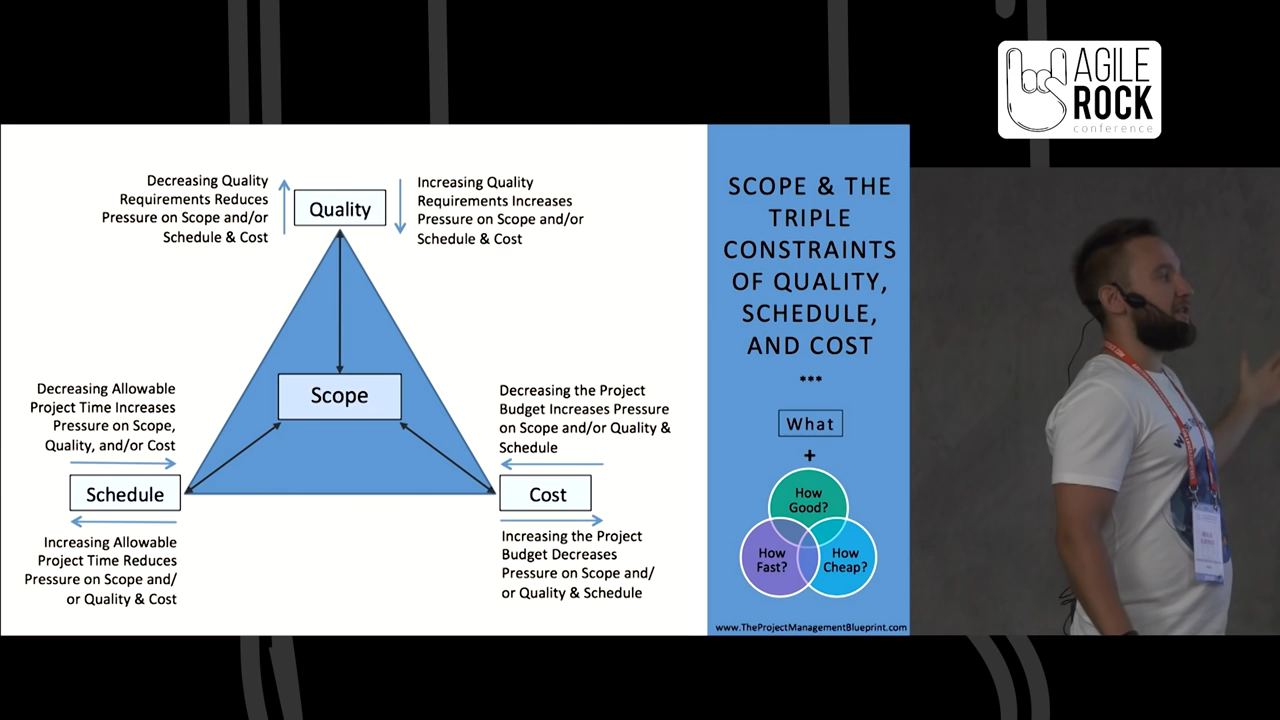 AGILE
ROCK
conference
Decreasing Quality
Requirements Reduces
Pressure on Scope and/or
Schedule & Cost
Quality
Increasing Quality
Requirements Increases
Pressure on Scope and/or
Schedule & Cost
Scope
Decreasing Allowable
Project Time Increases
Pressure on Scope,
Quality, and/or Cost
Schedule
Increasing Allowable
Project Time Reduces
Pressure on Scope and/
or Quality & Cost
Decreasing the Project
Budget Increases Pressure
on Scope and/or Quality &
Schedule
Cost
Increasing the Project
Budget Decreases
Pressure on Scope and/
or Quality & Schedule
SCOPE & THE
TRIPLE
CONSTRAINTS
OF QUALITY,
SCHEDULE,
AND COST
***
What
+
How
Good?
How
Fast?
How
Cheap?
www.TheProjectManagementBlueprint.com